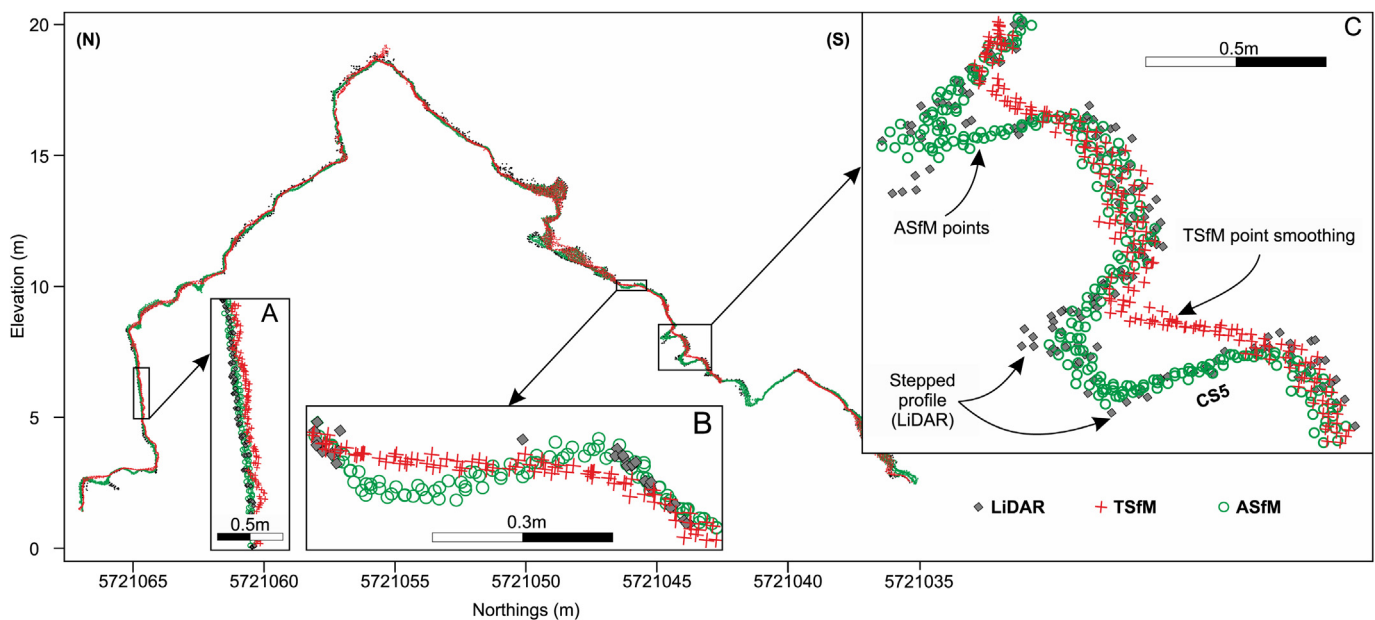 20
15
10
5
0
Elevation (m)
(N)
(S)
A
0.5m
B
0.3m
C
0.5m
ASfM points
TSfM point smoothing
Stepped
profile
(LiDAR)
CS5
LiDAR
TSfM
ASfM
5721065
5721060
5721055
5721050
5721045
5721040
5721035
Northings (m)